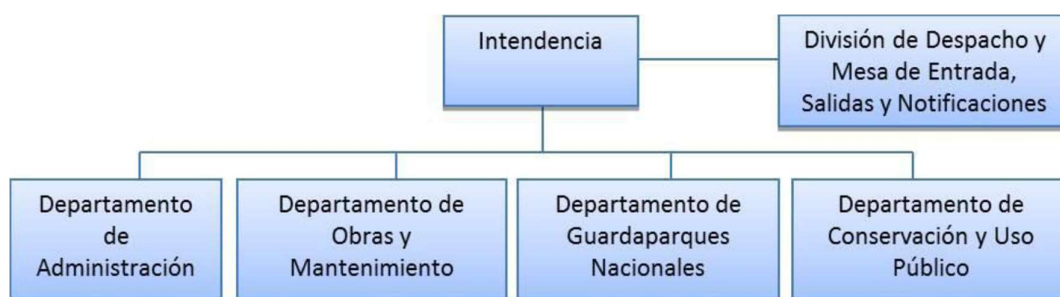 Intendencia
División de Despacho y
Mesa de Entrada,
Salidas y Notificaciones
Departamento
de
Administración
Departamento de
Obras y
Mantenimiento
Departamento de
Guardaparques
Nacionales
Departamento de
Conservación y Uso
Público